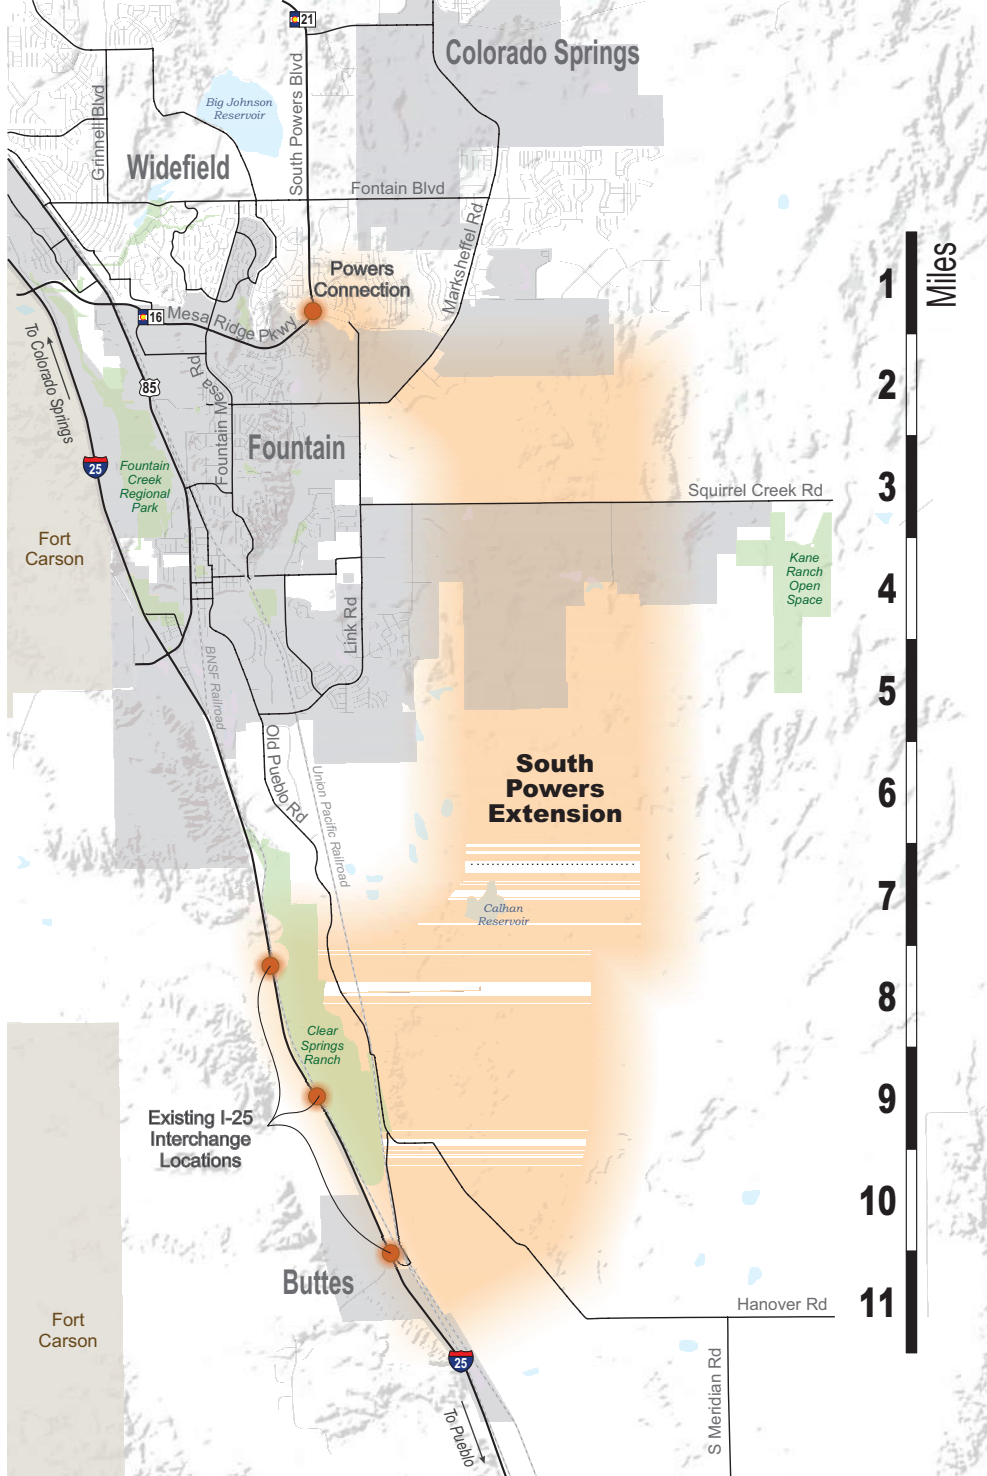 21
Colorado Springs
South Powers Blvd
Grinnell Blvd
Big Johnson
Reservoir
Widefield
Fontain Blvd
Marksheffel Rd
Powers
Connection
Miles
1
16
Mesa Ridge Pkwy
To Colorado Springs
85
Fountain Mesa Rd
2
Fountain
25
Fountain
Creek
Regional
Park
Squirrel Creek Rd
3
Fort
Carson
Kane
Ranch
Open
Space
4
Link Rd
BNSF Railroad
5
Old Pueblo Rd
Union Pacific Railroad
South
Powers
Extension
6
7
Calhan
Reservoir
8
Clear
Springs
Ranch
9
Existing I-25
Interchange
Locations
10
Buttes
Hanover Rd
11
Fort
Carson
25
S Meridian Rd
To Pueblo